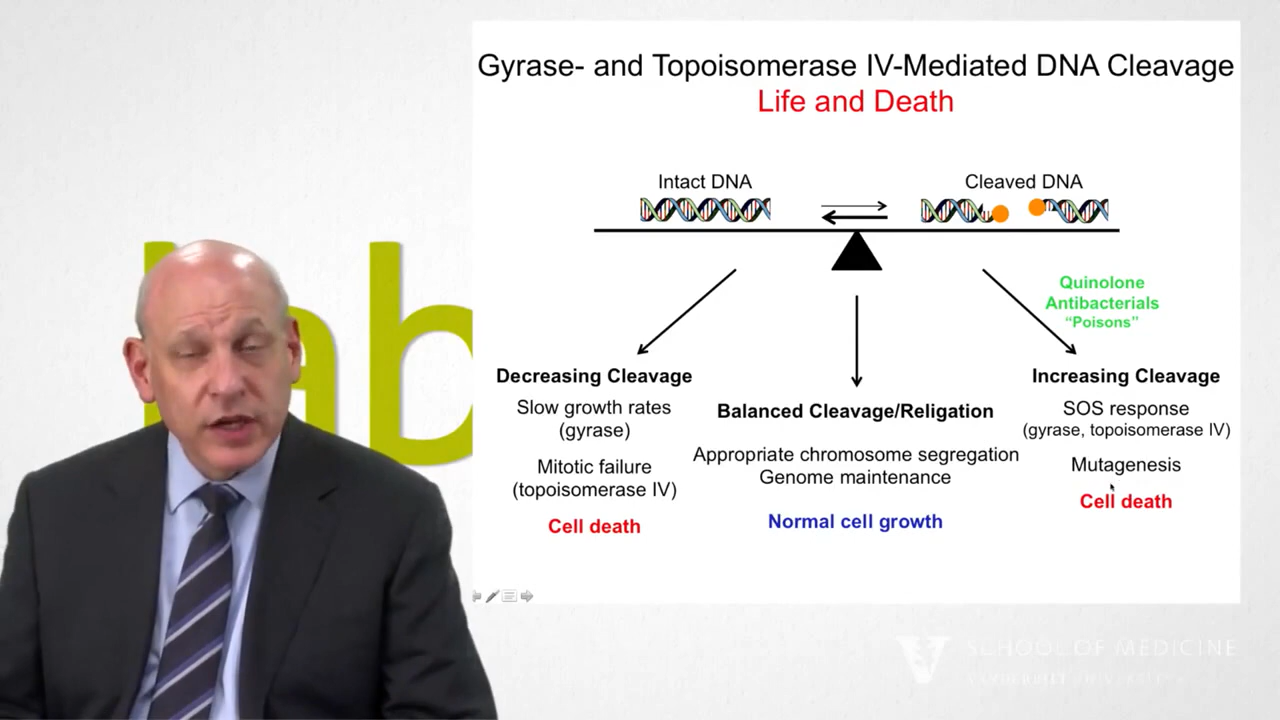 lab
Gyrase- and Topoisomerase IV-Mediated DNA Cleavage
Life and Death
Intact DNA
Cleaved DNA
Quinolone
Antibacterials
“Poisons”
Decreasing Cleavage
Slow growth rates
(gyrase)
Mitotic failure
(topoisomerase IV)
Cell death
Balanced Cleavage/Religation
Appropriate chromosome segregation
Genome maintenance
Normal cell growth
Increasing Cleavage
SOS response
(gyrase, topoisomerase IV)
Mutagenesis
Cell death
V SCHOOL OF MEDICINE
VANDERBILT UNIVERSITY